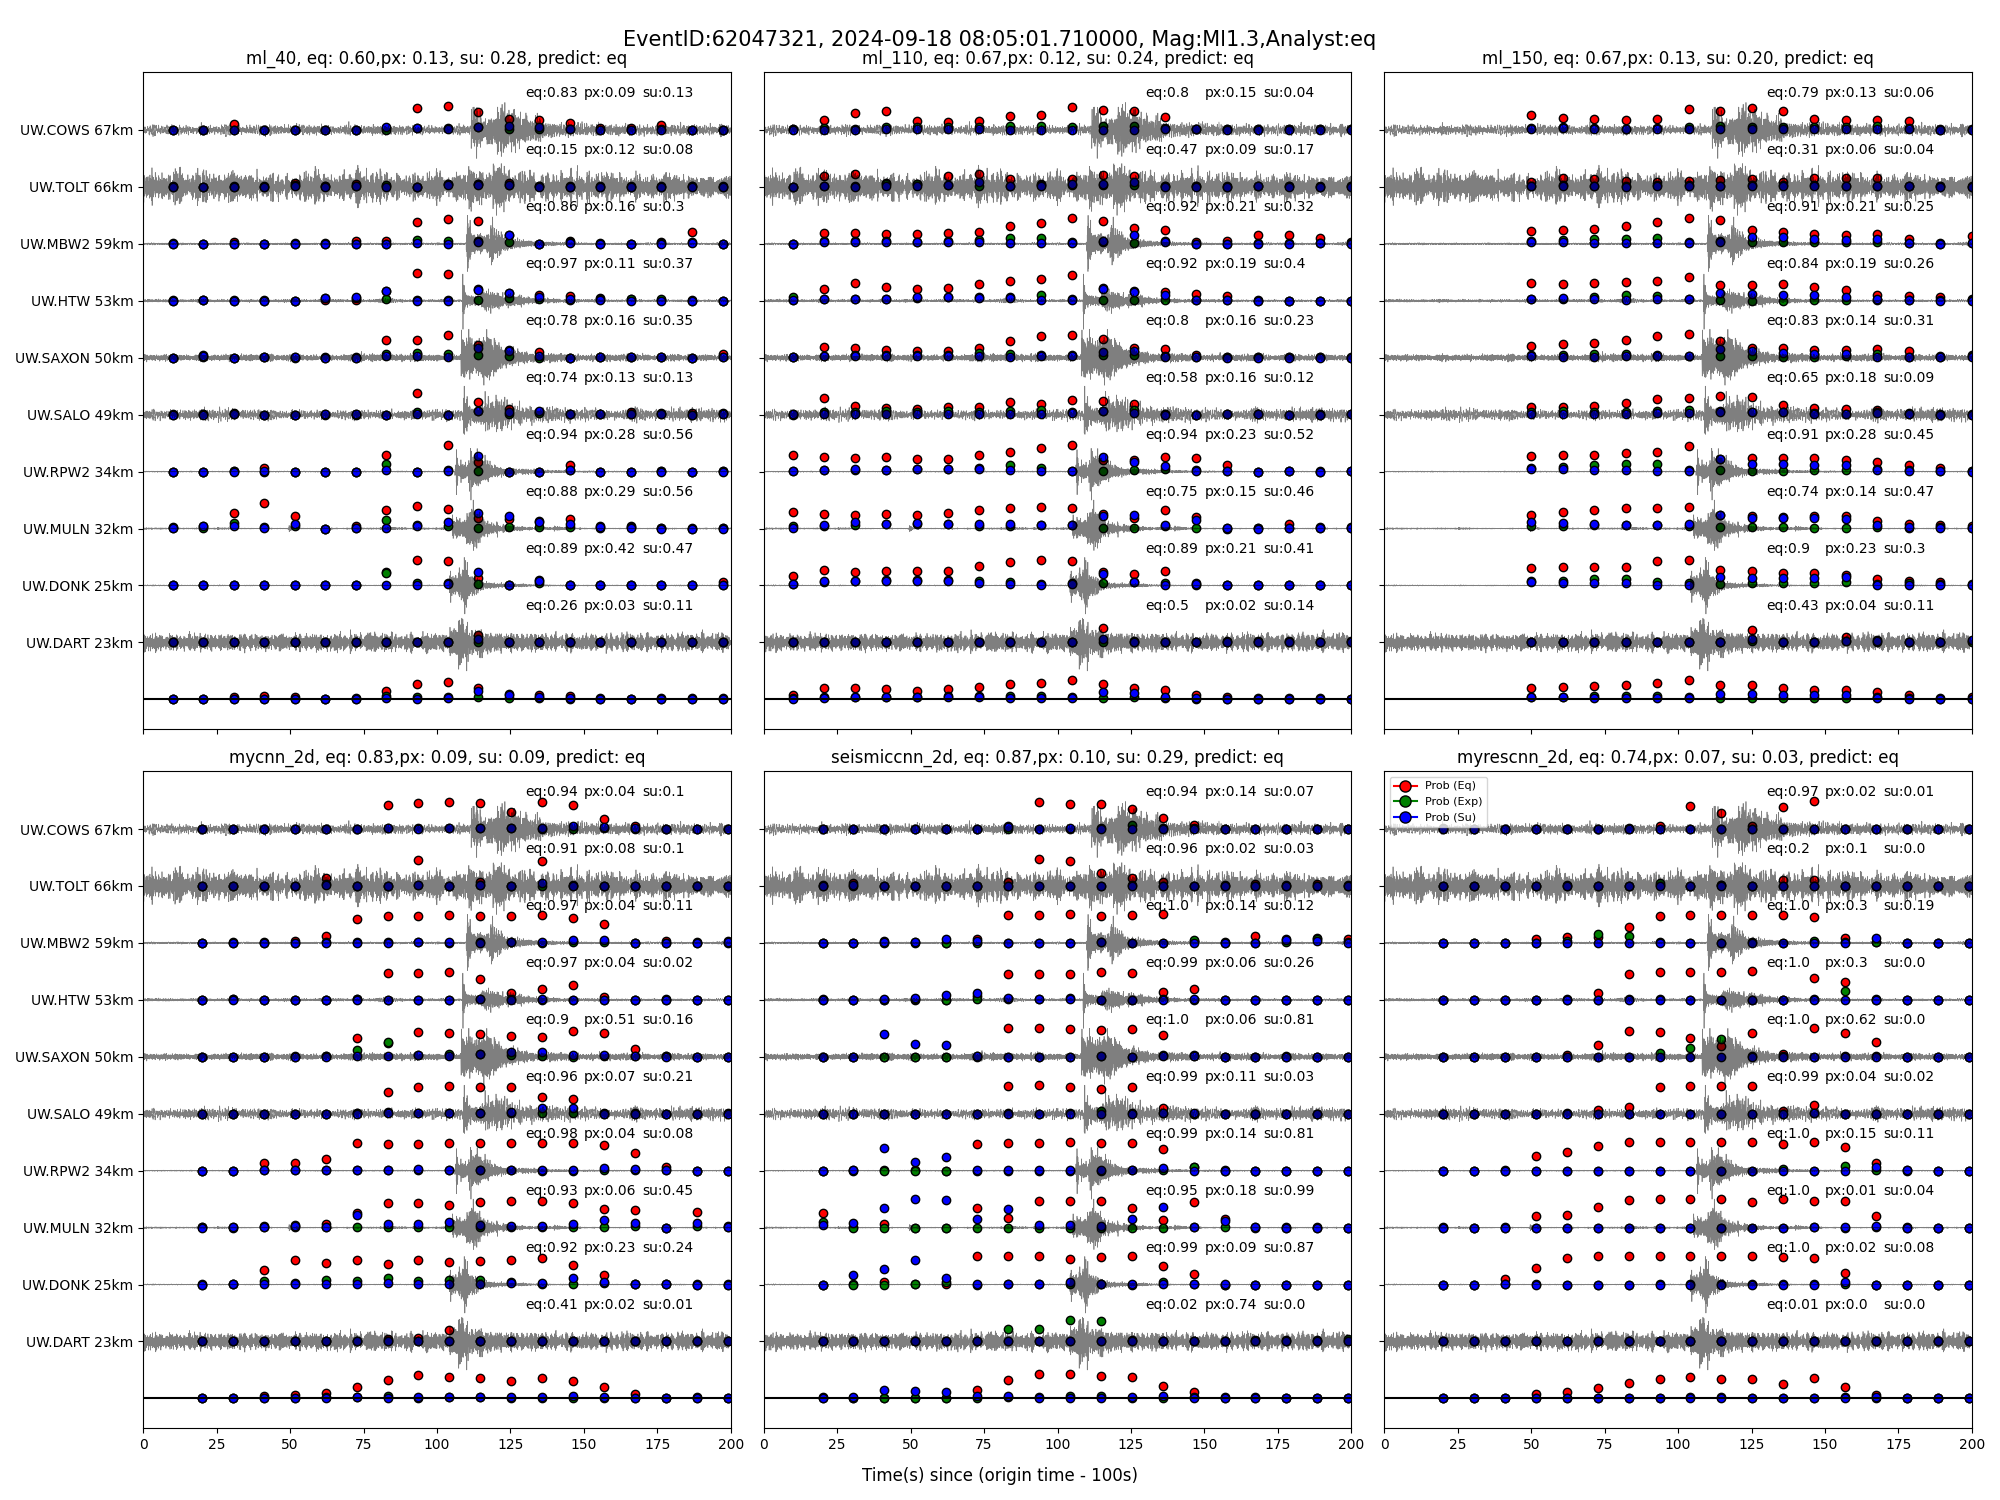 EventID:62047321, 2024-09-18 08:05:01.710000, Mag:Ml1.3,Analyst:eq
ml_40, eq: 0.60,px: 0.13, su: 0.28, predict: eq
UW.COWS 67km eq:0.83 px:0.09 su:0.13
UW.TOLT 66km eq:0.15 px:0.12 su:0.08
UW.MBW2 59km eq:0.86 px:0.16 su:0.3
UW.HTW 53km eq:0.97 px:0.11 su:0.37
UW.SAXON 50km eq:0.78 px:0.16 su:0.35
UW.SALO 49km eq:0.74 px:0.13 su:0.13
UW.RPW2 34km eq:0.94 px:0.28 su:0.56
UW.MULN 32km eq:0.88 px:0.29 su:0.56
UW.DONK 25km eq:0.89 px:0.42 su:0.47
UW.DART 23km eq:0.26 px:0.03 su:0.11
ml_110, eq: 0.67,px: 0.12, su: 0.24, predict: eq
eq:0.8 px:0.15 su:0.04
eq:0.47 px:0.09 su:0.17
eq:0.92 px:0.21 su:0.32
eq:0.92 px:0.19 su:0.4
eq:0.8 px:0.16 su:0.23
eq:0.58 px:0.16 su:0.12
eq:0.94 px:0.23 su:0.52
eq:0.75 px:0.15 su:0.46
eq:0.89 px:0.21 su:0.41
eq:0.5 px:0.02 su:0.14
ml_150, eq: 0.67,px: 0.13, su: 0.20, predict: eq
eq:0.79 px:0.13 su:0.06
eq:0.31 px:0.06 su:0.04
eq:0.91 px:0.21 su:0.25
eq:0.84 px:0.19 su:0.26
eq:0.83 px:0.14 su:0.31
eq:0.65 px:0.18 su:0.09
eq:0.91 px:0.28 su:0.45
eq:0.74 px:0.14 su:0.47
eq:0.9 px:0.23 su:0.3
eq:0.43 px:0.04 su:0.11
mycnn_2d, eq: 0.83,px: 0.09, su: 0.09, predict: eq
UW.COWS 67km eq:0.94 px:0.04 su:0.1
UW.TOLT 66km eq:0.91 px:0.08 su:0.1
UW.MBW2 59km eq:0.97 px:0.04 su:0.11
UW.HTW 53km eq:0.97 px:0.04 su:0.02
UW.SAXON 50km eq:0.9 px:0.51 su:0.16
UW.SALO 49km eq:0.96 px:0.07 su:0.21
UW.RPW2 34km eq:0.98 px:0.04 su:0.08
UW.MULN 32km eq:0.93 px:0.06 su:0.45
UW.DONK 25km eq:0.92 px:0.23 su:0.24
UW.DART 23km eq:0.41 px:0.02 su:0.01
0 25 50 75 100 125 150 175 200
seismiccnn_2d, eq: 0.87,px: 0.10, su: 0.29, predict: eq
eq:0.94 px:0.14 su:0.07
eq:0.96 px:0.02 su:0.03
eq:1.0 px:0.14 su:0.12
eq:0.99 px:0.06 su:0.26
eq:1.0 px:0.06 su:0.81
eq:0.99 px:0.11 su:0.03
eq:0.99 px:0.14 su:0.81
eq:0.95 px:0.18 su:0.99
eq:0.99 px:0.09 su:0.87
eq:0.02 px:0.74 su:0.0
0 25 50 75 100 125 150 175 200
myrescnn_2d, eq: 0.74,px: 0.07, su: 0.03, predict: eq
Prob (Eq)
Prob (Exp)
Prob (Su)
eq:0.97 px:0.02 su:0.01
eq:0.2 px:0.1 su:0.0
eq:1.0 px:0.3 su:0.19
eq:1.0 px:0.3 su:0.0
eq:1.0 px:0.62 su:0.0
eq:0.99 px:0.04 su:0.02
eq:1.0 px:0.15 su:0.11
eq:1.0 px:0.01 su:0.04
eq:1.0 px:0.02 su:0.08
eq:0.01 px:0.0 su:0.0
0 25 50 75 100 125 150 175 200
Time(s) since (origin time - 100s)